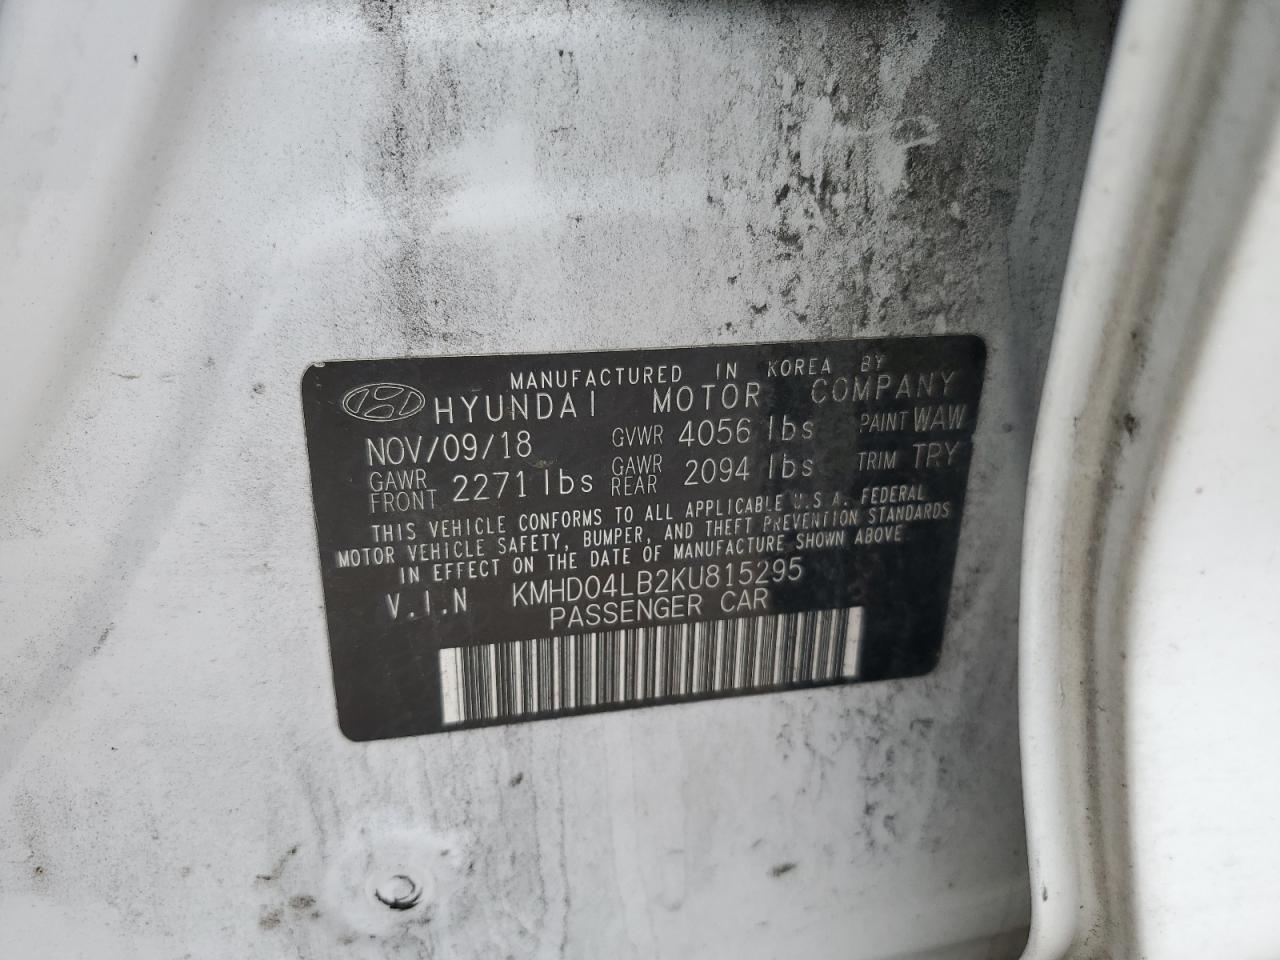 MANUFACTURED IN KOREA BY
HYUNDAI MOTOR COMPANY
NOV/09/18 GVWR 4056 lbs PAINT WAW
GAWR FRONT 2271 lbs GAWR REAR 2094 lbs TRIM TRY
THIS VEHICLE CONFORMS TO ALL APPLICABLE U.S.A. FEDERAL
MOTOR VEHICLE SAFETY, BUMPER, AND THEFT PREVENTION STANDARDS
IN EFFECT ON THE DATE OF MANUFACTURE SHOWN ABOVE
V.I.N KMHD04LB2KU815295
PASSENGER CAR